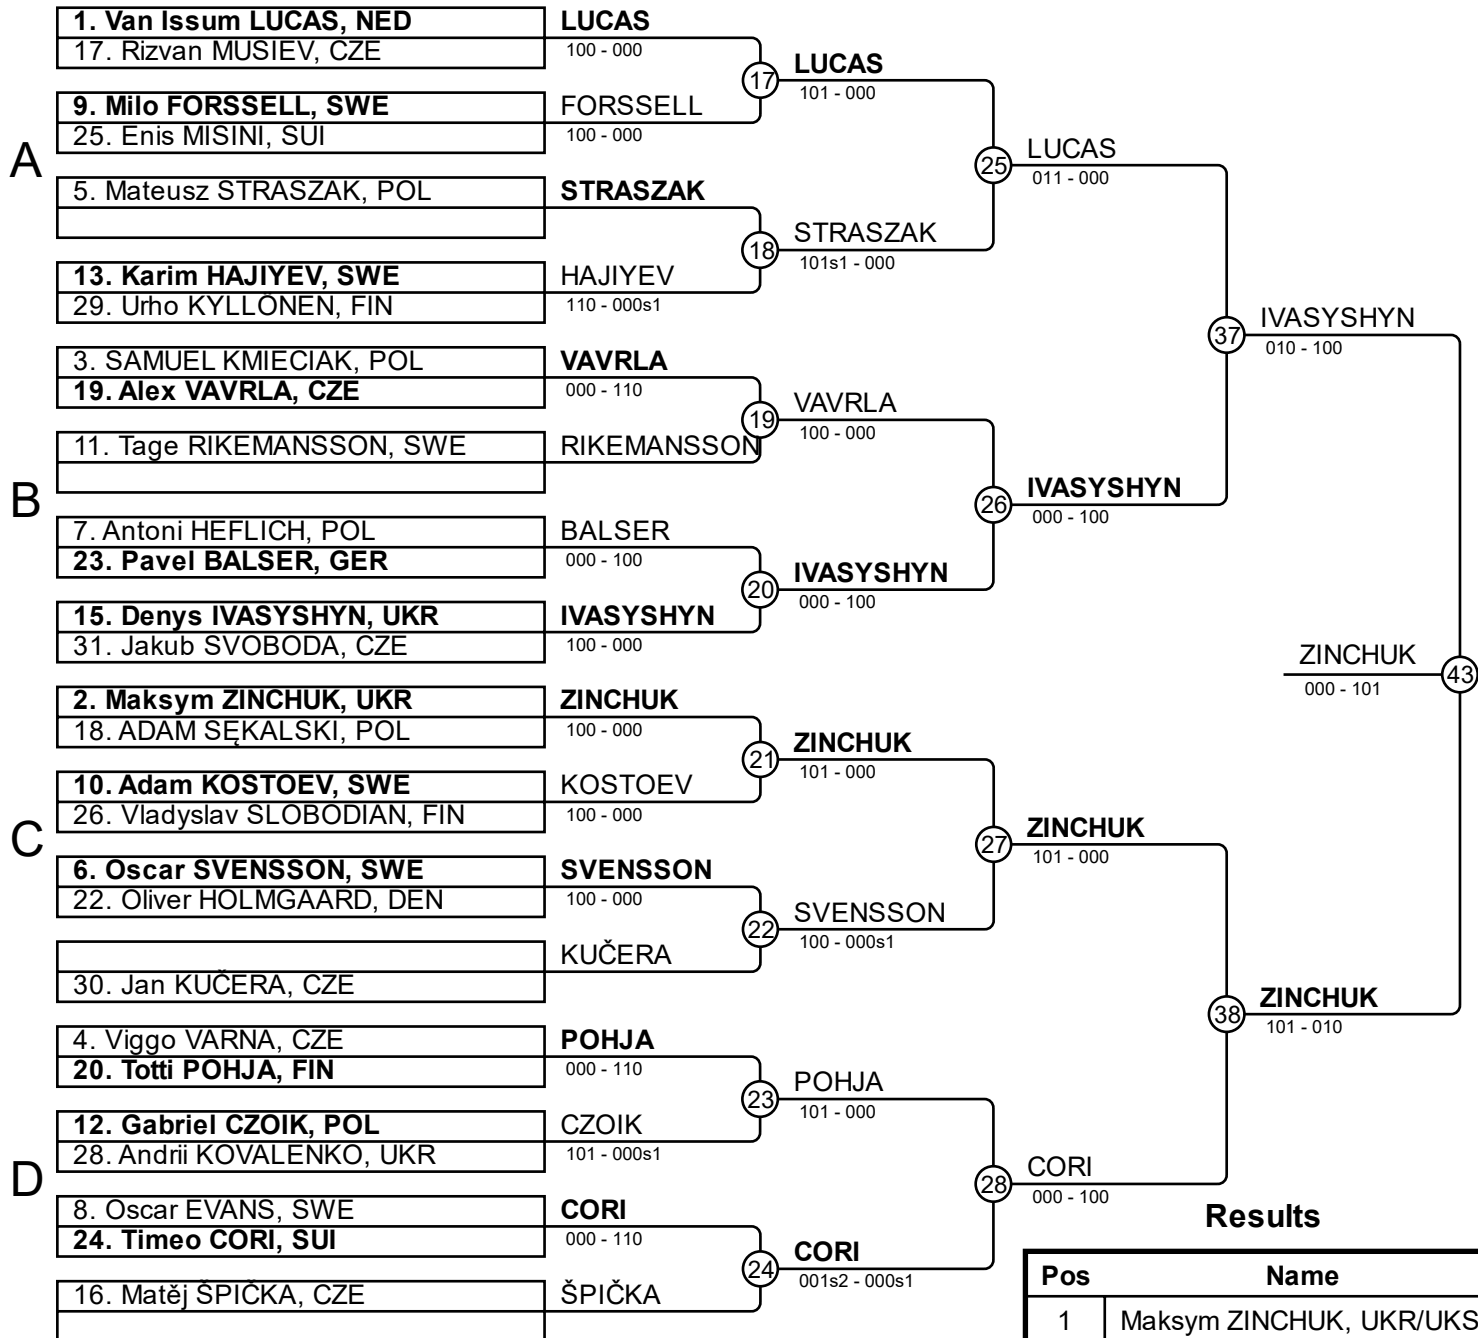 A
1. Van Issum LUCAS, NED
17. Rizvan MUSIEV, CZE
9. Milo FORSSELL, SWE
25. Enis MISINI, SUI
5. Mateusz STRASZAK, POL
13. Karim HAJIYEV, SWE
29. Urho KYLLÖNEN, FIN
B
3. SAMUEL KMIECIAK, POL
19. Alex VAVRLA, CZE
11. Tage RIKEMANSSON, SWE
7. Antoni HEFLICH, POL
23. Pavel BALSER, GER
15. Denys IVASYSHYN, UKR
31. Jakub SVOBODA, CZE
C
2. Maksym ZINCHUK, UKR
18. ADAM SĘKALSKI, POL
10. Adam KOSTOEV, SWE
26. Vladyslav SLOBODIAN, FIN
6. Oscar SVENSSON, SWE
22. Oliver HOLMGAARD, DEN
30. Jan KUČERA, CZE
D
4. Viggo VARNA, CZE
20. Totti POHJA, FIN
12. Gabriel CZOIK, POL
28. Andrii KOVALENKO, UKR
8. Oscar EVANS, SWE
24. Timeo CORI, SUI
16. Matěj ŠPIČKA, CZE
LUCAS
100 - 000
FORSSELL
100 - 000
STRASZAK
HAJIYEV
110 - 000s1
VAVRLA
000 - 110
RIKEMANSSON
BALSER
000 - 100
IVASYSHYN
100 - 000
ZINCHUK
100 - 000
KOSTOEV
100 - 000
SVENSSON
100 - 000
KUČERA
POHJA
000 - 110
CZOIK
101 - 000s1
CORI
000 - 110
ŠPIČKA
17
LUCAS
101 - 000
18
STRASZAK
101s1 - 000
19
VAVRLA
100 - 000
20
IVASYSHYN
000 - 100
21
ZINCHUK
101 - 000
22
SVENSSON
100 - 000s1
23
POHJA
101 - 000
24
CORI
001s2 - 000s1
25
LUCAS
011 - 000
26
IVASYSHYN
000 - 100
27
ZINCHUK
101 - 000
28
CORI
000 - 100
37
IVASYSHYN
010 - 100
38
ZINCHUK
101 - 010
ZINCHUK
000 - 101
43
Results
Pos Name
1 Maksym ZINCHUK, UKR/UKS